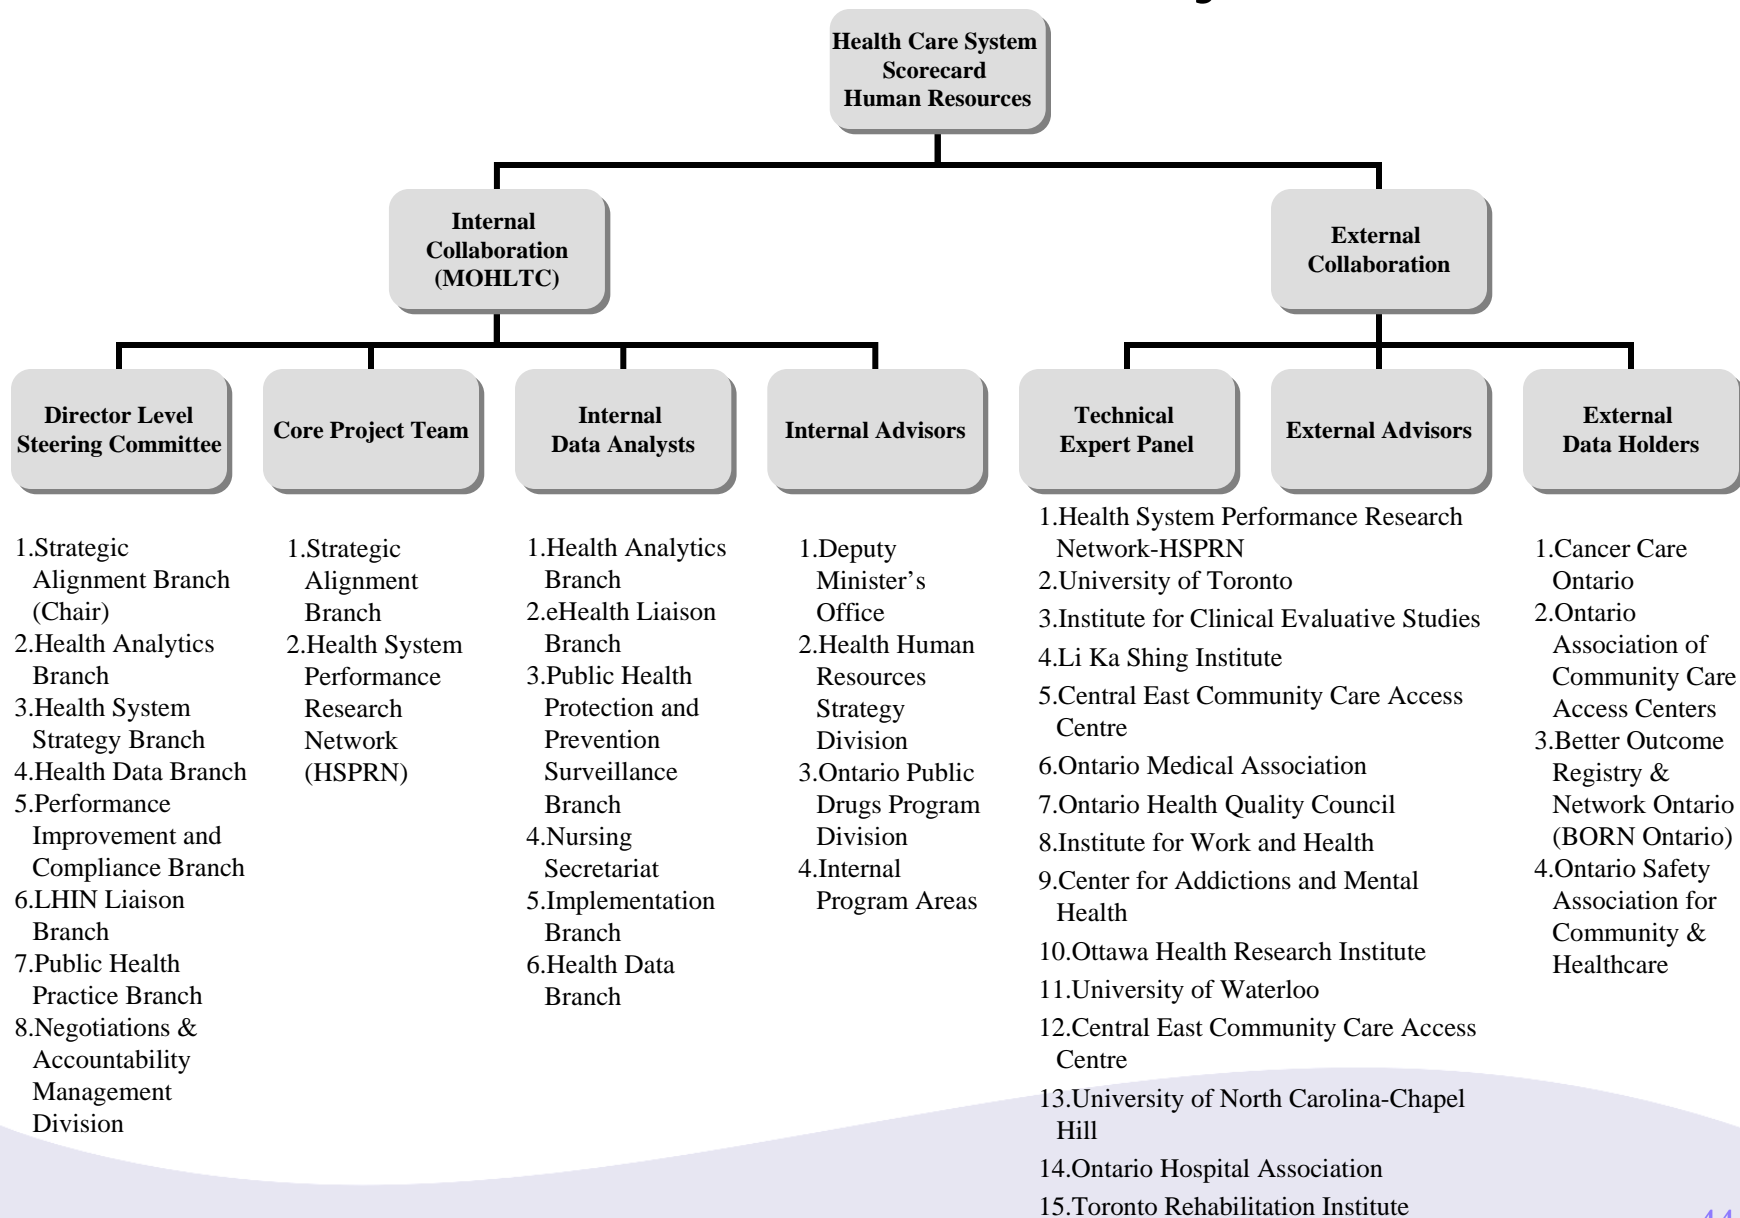 Health Care System
Scorecard
Human Resources
Internal
Collaboration
(MOHLTC)
External
Collaboration
Director Level
Steering Committee
Core Project Team
Internal
Data Analysts
Internal Advisors
Technical
Expert Panel
External Advisors
External
Data Holders
1.Strategic
Alignment Branch
(Chair)
2.Health Analytics
Branch
3.Health System
Strategy Branch
4.Health Data Branch
5.Performance
Improvement and
Compliance Branch
6.LHIN Liaison
Branch
7.Public Health
Practice Branch
8.Negotiations &
Accountability
Management
Division
1.Strategic
Alignment
Branch
2.Health System
Performance
Research
Network
(HSPRN)
1.Health Analytics
Branch
2.eHealth Liaison
Branch
3.Public Health
Protection and
Prevention
Surveillance
Branch
4.Nursing
Secretariat
5.Implementation
Branch
6.Health Data
Branch
1.Deputy
Minister’s
Office
2.Health Human
Resources
Strategy
Division
3.Ontario Public
Drugs Program
Division
4.Internal
Program Areas
1.Health System Performance Research
Network-HSPRN
2.University of Toronto
3.Institute for Clinical Evaluative Studies
4.Li Ka Shing Institute
5.Central East Community Care Access
Centre
6.Ontario Medical Association
7.Ontario Health Quality Council
8.Institute for Work and Health
9.Center for Addictions and Mental
Health
10.Ottawa Health Research Institute
11.University of Waterloo
12.Central East Community Care Access
Centre
13.University of North Carolina-Chapel
Hill
14.Ontario Hospital Association
15.Toronto Rehabilitation Institute
1.Cancer Care
Ontario
2.Ontario
Association of
Community Care
Access Centers
3.Better Outcome
Registry &
Network Ontario
(BORN Ontario)
4.Ontario Safety
Association for
Community &
Healthcare